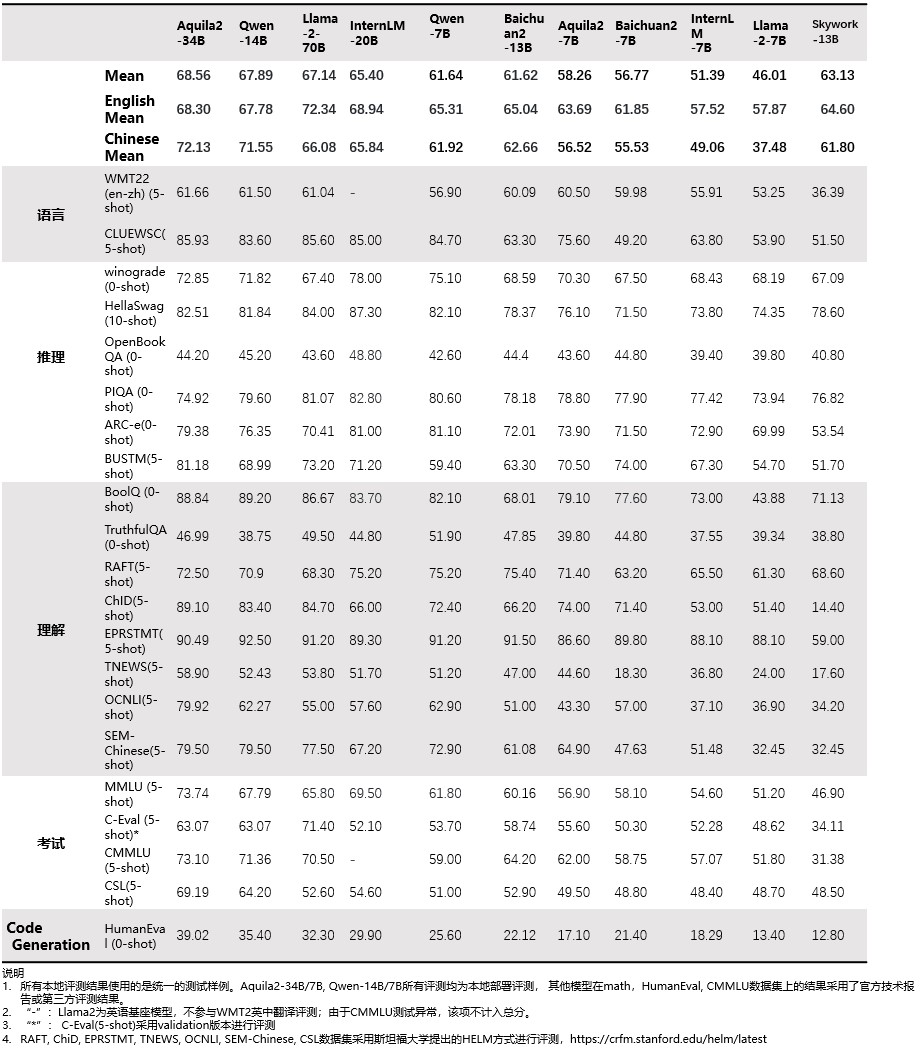 Aquila2-34B Qwen-14B Llama-2-70B InternLM-20B Qwen-7B Baichuan2-13B Aquila2-7B Baichuan2-7B InternLM-7B Llama-2-7B Skywork-13B
Mean 68.56 67.89 67.14 65.40 61.64 61.62 58.26 56.77 51.39 46.01 63.13
English Mean 68.30 67.78 72.34 68.94 65.31 65.04 63.69 61.85 57.52 57.87 64.60
Chinese Mean 72.13 71.55 66.08 65.84 61.92 62.66 56.52 55.53 49.06 37.48 61.80
语言
WMT22 (en-zh) (5-shot) 61.66 61.50 61.04 - 56.90 60.09 60.50 59.98 55.91 53.25 36.39
CLUEWSC(5-shot) 85.93 83.60 85.60 85.00 84.70 63.30 75.60 49.20 63.80 53.90 51.50
推理
winograde (0-shot) 72.85 71.82 67.40 78.00 75.10 68.59 70.30 67.50 68.43 68.19 67.09
HellaSwag (10-shot) 82.51 81.84 84.00 87.30 82.10 78.37 76.10 71.50 73.80 74.35 78.60
OpenBookQA (0-shot) 44.20 45.20 43.60 48.80 42.60 44.4 43.60 44.80 39.40 39.80 40.80
PIQA (0-shot) 74.92 79.60 81.07 82.80 80.60 78.18 78.80 77.90 77.42 73.94 76.82
ARC-e(0-shot) 79.38 76.35 70.41 81.00 81.10 72.01 73.90 71.50 72.90 69.99 53.54
BUSTM(5-shot) 81.18 68.99 73.20 71.20 59.40 63.30 70.50 74.00 67.30 54.70 51.70
理解
BoolQ (0-shot) 88.84 89.20 86.67 83.70 82.10 68.01 79.10 77.60 73.00 43.88 71.13
TruthfulQA (0-shot) 46.99 38.75 49.50 44.80 51.90 47.85 39.80 44.80 37.55 39.34 38.80
RAFT(5-shot) 72.50 70.9 68.30 75.20 75.20 75.40 71.40 63.20 65.50 61.30 68.60
ChID(5-shot) 89.10 83.40 84.70 66.00 72.40 66.20 74.00 71.40 53.00 51.40 14.40
EPRSTMT(5-shot) 90.49 92.50 91.20 89.30 91.20 91.50 86.60 89.80 88.10 88.10 59.00
TNEWS(5-shot) 58.90 52.43 53.80 51.70 51.20 47.00 44.60 18.30 36.80 24.00 17.60
OCNLI(5-shot) 79.92 62.27 55.00 57.60 62.90 51.00 43.30 57.00 37.10 36.90 34.20
SEM-Chinese(5-shot) 79.50 79.50 77.50 67.20 72.90 61.08 64.90 47.63 51.48 32.45 32.45
考试
MMLU (5-shot) 73.74 67.79 65.80 69.50 61.80 60.16 56.90 58.10 54.60 51.20 46.90
C-Eval (5-shot)* 63.07 63.07 71.40 52.10 53.70 58.74 55.60 50.30 52.28 48.62 34.11
CMMLU (5-shot) 73.10 71.36 70.50 - 59.00 64.20 62.00 58.75 57.07 51.80 31.38
CSL(5-shot) 69.19 64.20 52.60 54.60 51.00 52.90 49.50 48.80 48.40 48.70 48.50
Code Generation
HumanEval (0-shot) 39.02 35.40 32.30 29.90 25.60 22.12 17.10 21.40 18.29 13.40 12.80
说明
1. 所有本地评测结果使用的是统一的测试样例。Aquila2-34B/7B, Qwen-14B/7B所有评测均为本地部署评测， 其他模型在math，HumanEval, CMMLU数据集上的结果采用了官方技术报
告或第三方评测结果。
2. “-”：Llama2为英语基座模型，不参与WMT2英中翻译评测；由于CMMLU测试异常，该项不计入总分。
3. “*”： C-Eval(5-shot)采用validation版本进行评测
4. RAFT, ChiD, EPRSTMT, TNEWS, OCNLI, SEM-Chinese, CSL数据集采用斯坦福大学提出的HELM方式进行评测，https://crfm.stanford.edu/helm/latest